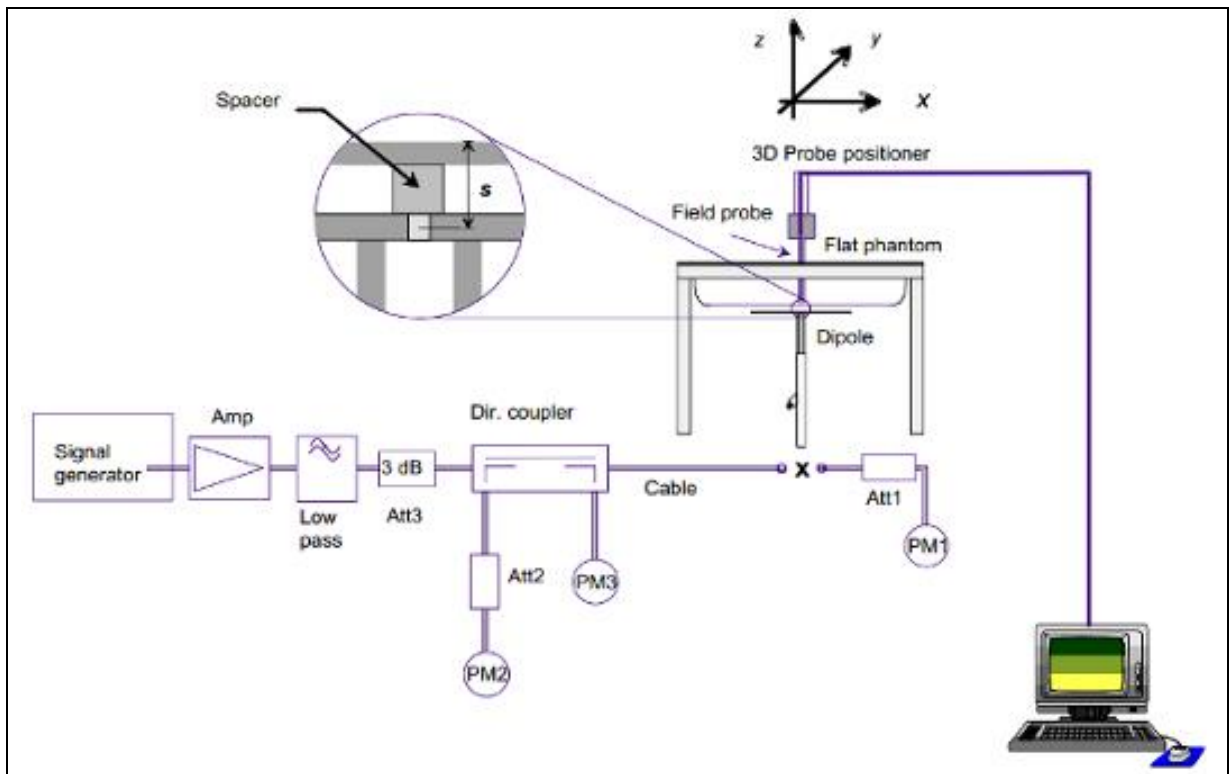 z
y
x
Spacer
s
3D Probe positioner
Field probe
Flat phantom
Dipole
Signal
generator
Amp
Low
pass
3 dB
Att3
Dir. coupler
Cable
X
Att1
PM1
Att2
PM3
PM2